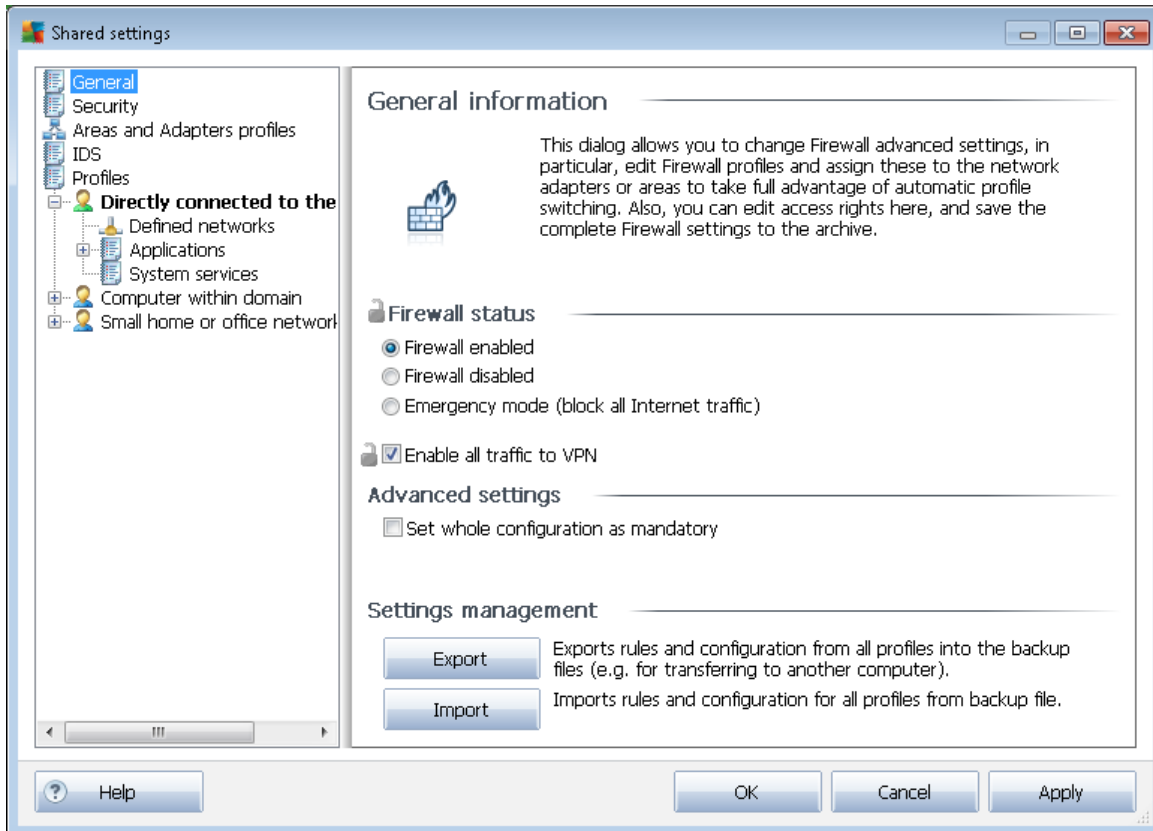 Shared settings
General
Security
Areas and Adapters profiles
IDS
Profiles
Directly connected to the
Defined networks
Applications
System services
Computer within domain
Small home or office network
General information
This dialog allows you to change Firewall advanced settings, in
particular, edit Firewall profiles and assign these to the network
adapters or areas to take full advantage of automatic profile
switching. Also, you can edit access rights here, and save the
complete Firewall settings to the archive.
Firewall status
Firewall enabled
Firewall disabled
Emergency mode (block all Internet traffic)
Enable all traffic to VPN
Advanced settings
Set whole configuration as mandatory
Settings management
Export
Exports rules and configuration from all profiles into the backup
files (e.g. for transferring to another computer).
Import
Imports rules and configuration for all profiles from backup file.
? Help
OK
Cancel
Apply